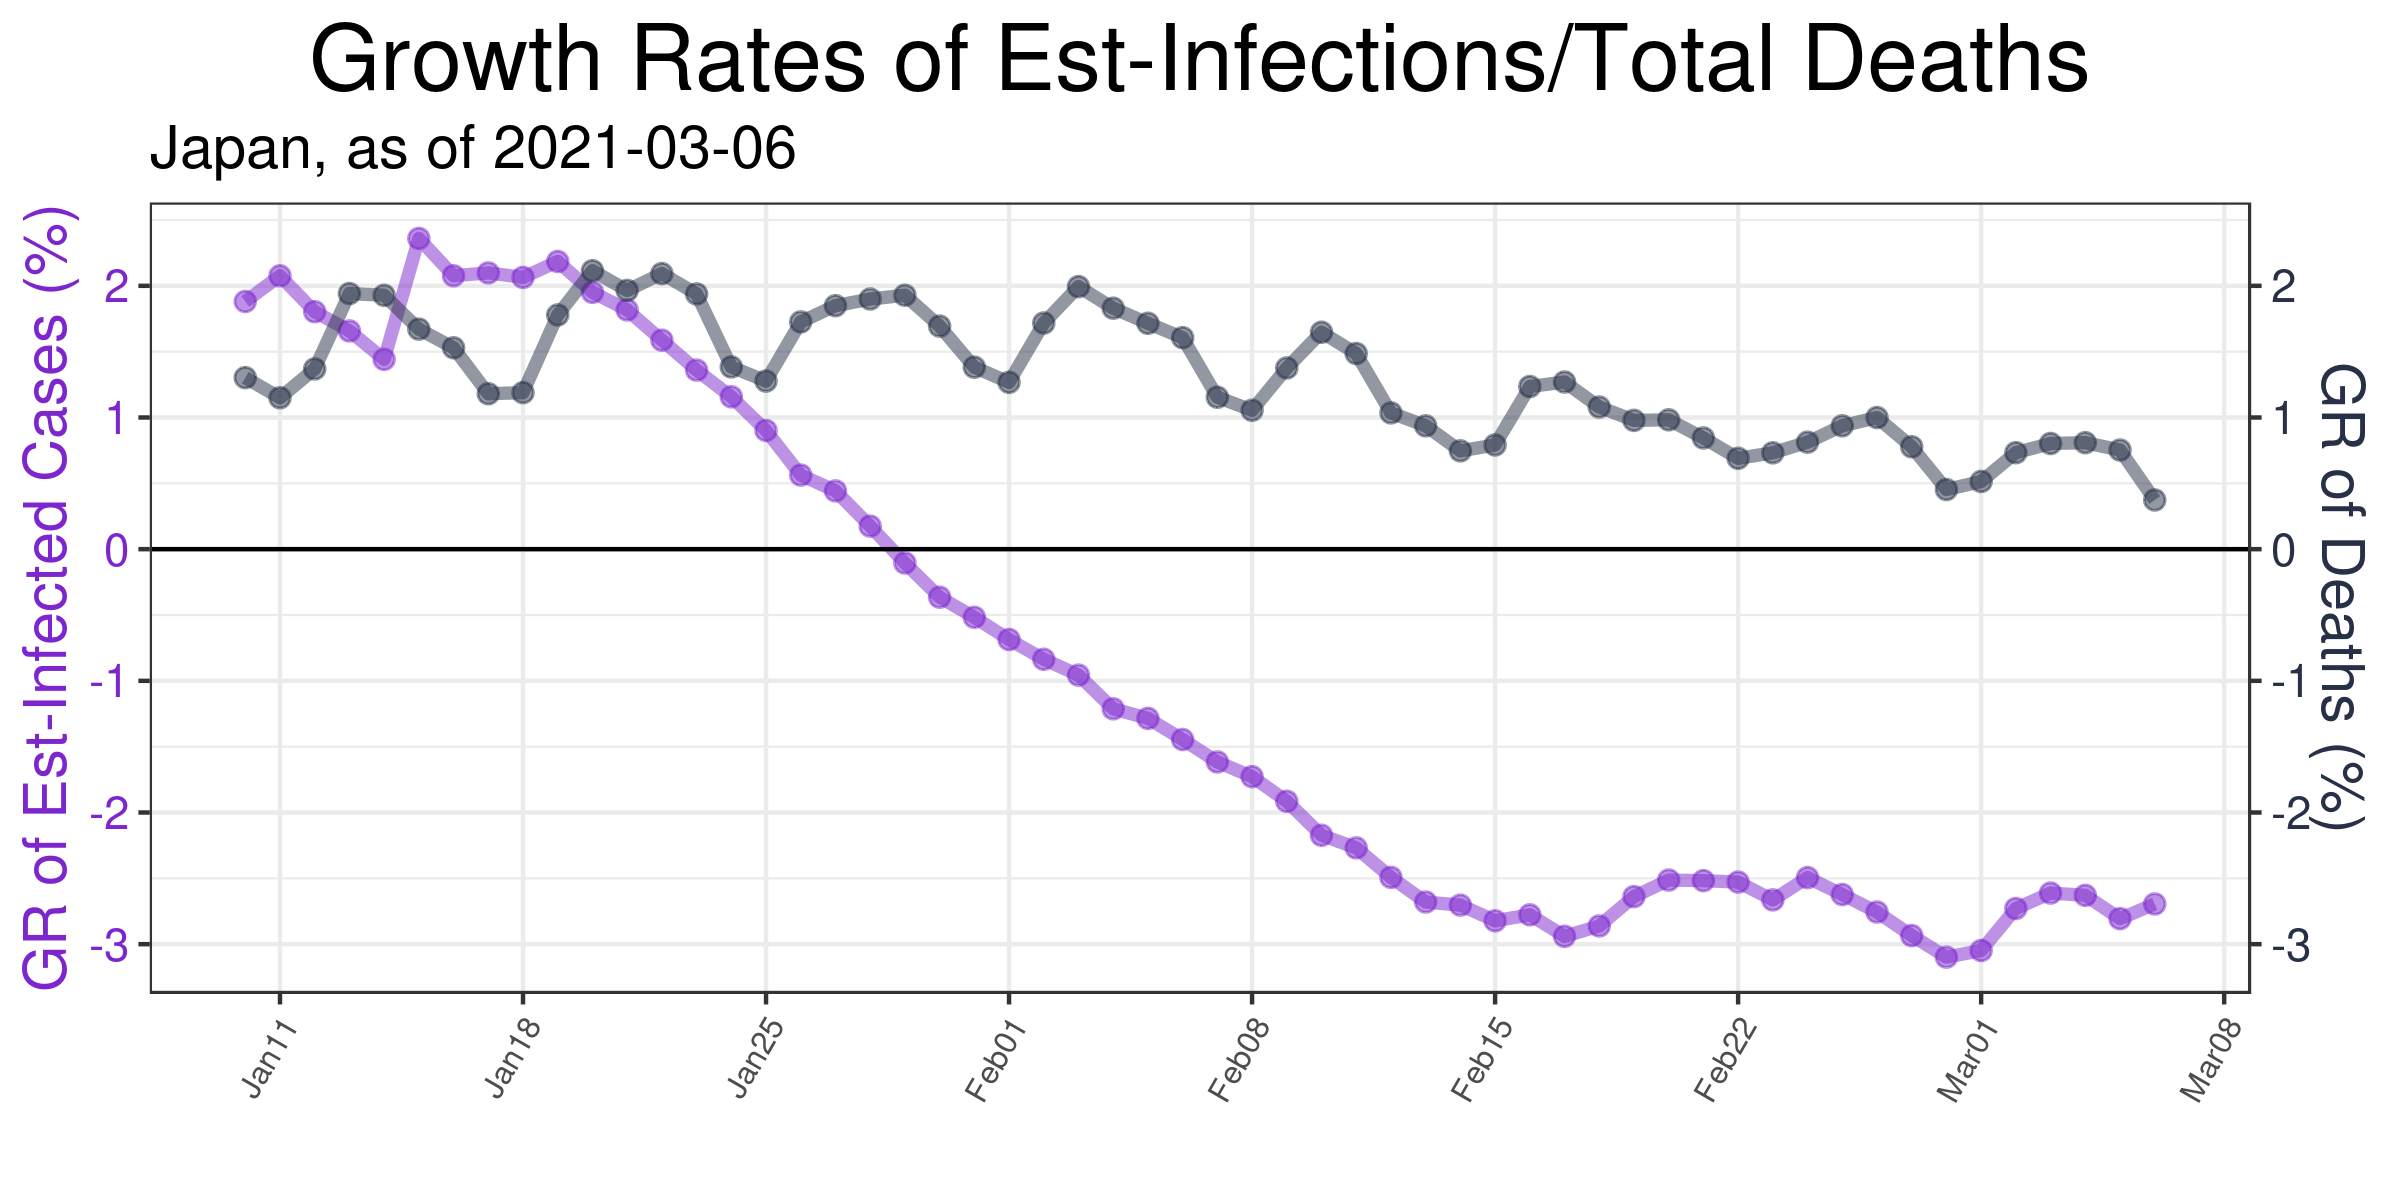 Growth Rates of Est-Infections/Total Deaths
Japan, as of 2021-03-06
GR of Est-Infected Cases (%)
2
1
0
-1
-2
-3
2
1
0
-1
-2
-3
GR of Deaths (%)
Jan11
Jan18
Jan25
Feb01
Feb08
Feb15
Feb22
Mar01
Mar08